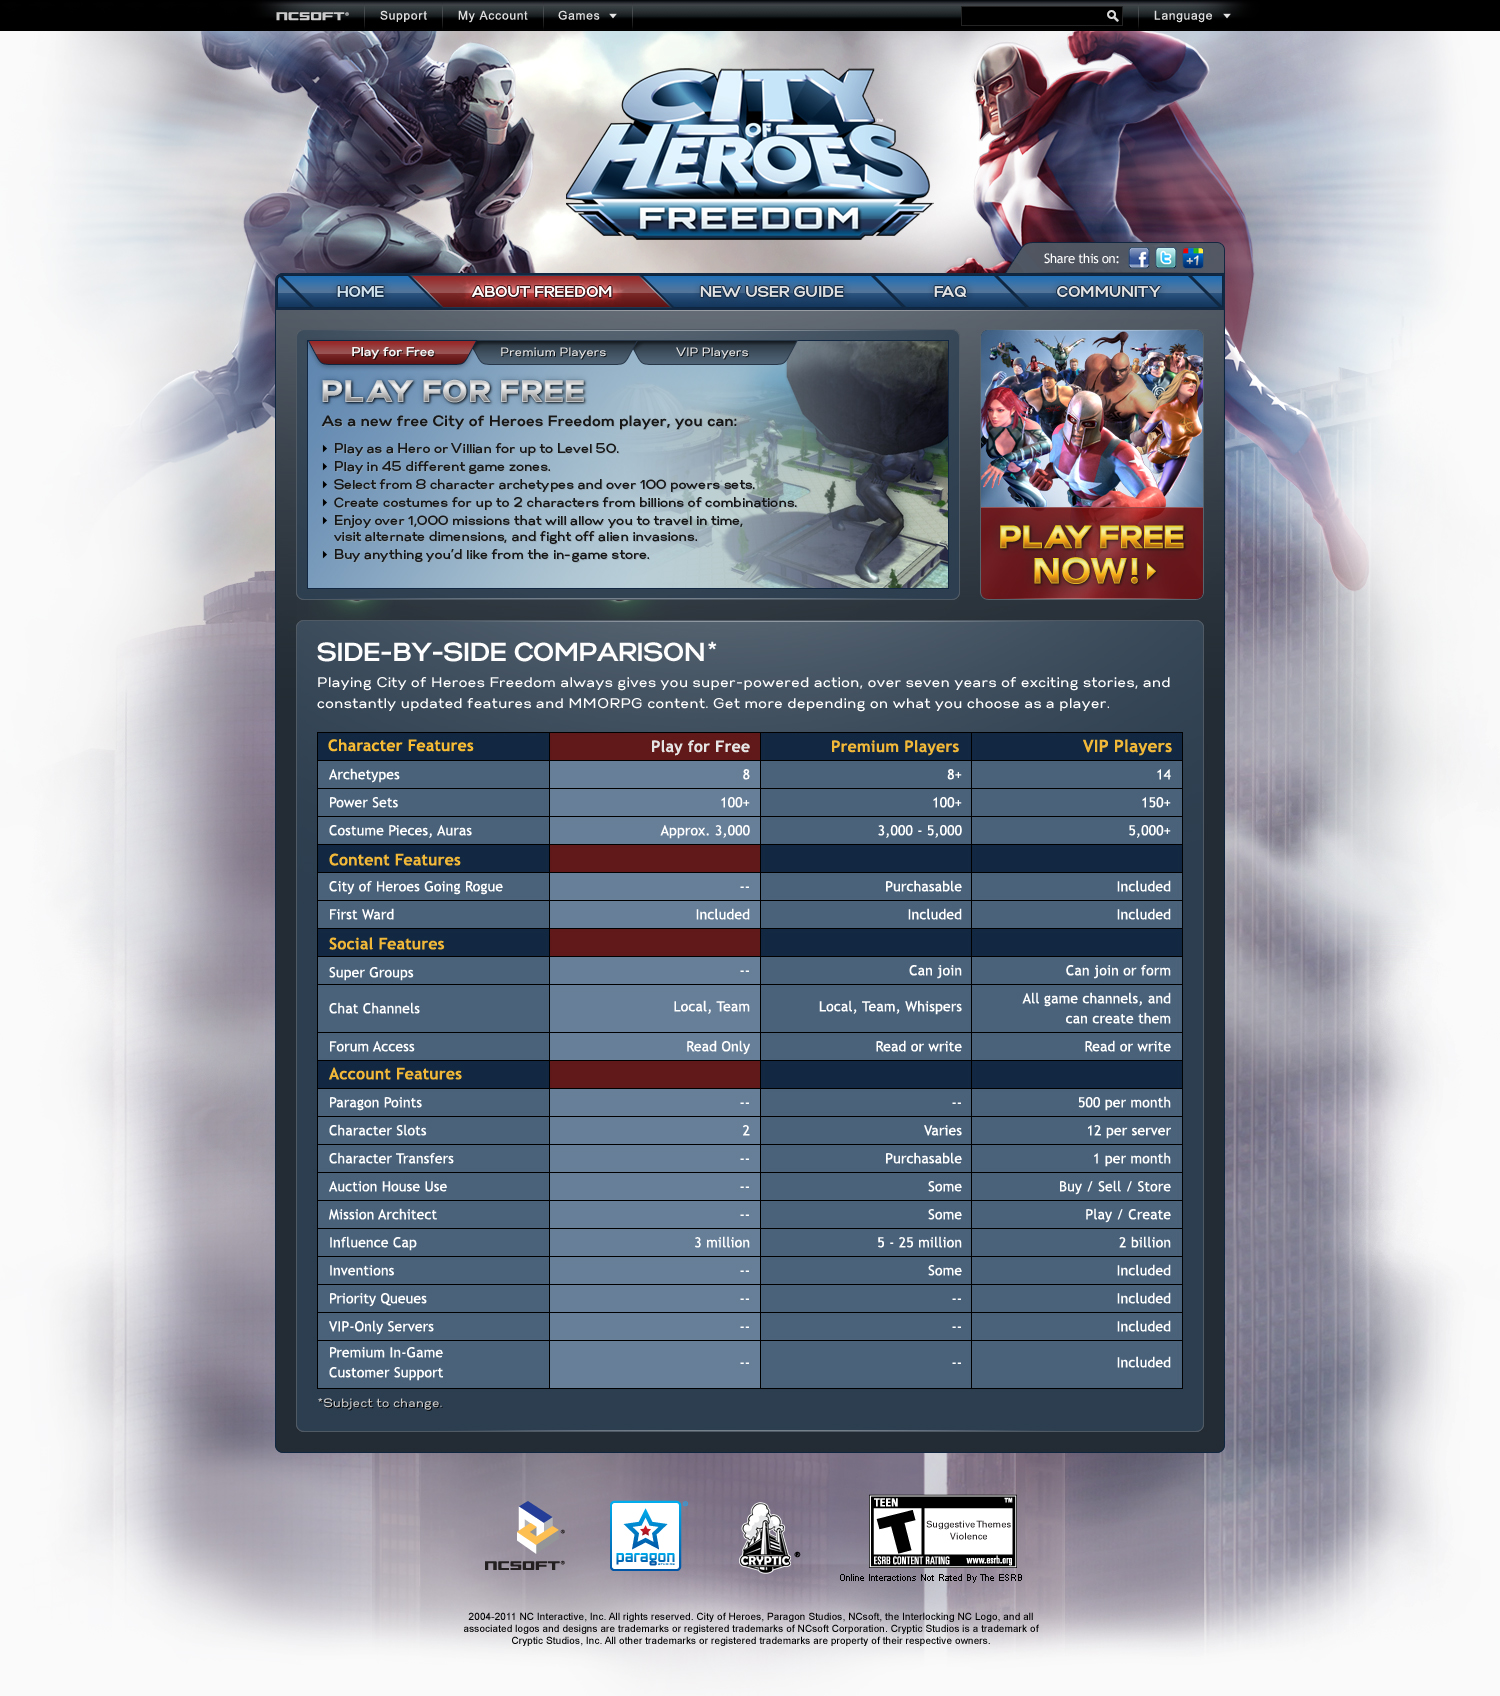 NCSOFT® Support My Account Games Language
CITY
OF
HEROES
FREEDOM
Share this on: f t +1
HOME ABOUT FREEDOM NEW USER GUIDE FAQ COMMUNITY
Play for Free Premium Players VIP Players
PLAY FOR FREE
As a new free City of Heroes Freedom player, you can:
Play as a Hero or Villian for up to Level 50.
Play in 45 different game zones.
Select from 8 character archetypes and over 100 powers sets.
Create costumes for up to 2 characters from billions of combinations.
Enjoy over 1,000 missions that will allow you to travel in time,
visit alternate dimensions, and fight off alien invasions.
Buy anything you'd like from the in-game store.
PLAY FREE
NOW!
SIDE-BY-SIDE COMPARISON*
Playing City of Heroes Freedom always gives you super-powered action, over seven years of exciting stories, and
constantly updated features and MMORPG content. Get more depending on what you choose as a player.
Character Features Play for Free Premium Players VIP Players
Archetypes 8 8+ 14
Power Sets 100+ 100+ 150+
Costume Pieces, Auras Approx. 3,000 3,000 - 5,000 5,000+
Content Features
City of Heroes Going Rogue -- Purchasable Included
First Ward Included Included Included
Social Features
Super Groups -- Can join Can join or form
Chat Channels Local, Team Local, Team, Whispers All game channels, and
can create them
Forum Access Read Only Read or write Read or write
Account Features
Paragon Points -- -- 500 per month
Character Slots 2 Varies 12 per server
Character Transfers -- Purchasable 1 per month
Auction House Use -- Some Buy / Sell / Store
Mission Architect -- Some Play / Create
Influence Cap 3 million 5 - 25 million 2 billion
Inventions -- Some Included
Priority Queues -- -- Included
VIP-Only Servers -- -- Included
Premium In-Game
Customer Support -- -- Included
*Subject to change.
NCSOFT®
paragon
CRYPTIC ®
TEEN ™
T
Suggestive Themes
Violence
ESRB CONTENT RATING www.esrb.org
Online Interactions Not Rated By The ESRB
2004-2011 NC Interactive, Inc. All rights reserved. City of Heroes, Paragon Studios, NCsoft, the Interlocking NC Logo, and all
associated logos and designs are trademarks or registered trademarks of NCsoft Corporation. Cryptic Studios is a trademark of
Cryptic Studios, Inc. All other trademarks or registered trademarks are property of their respective owners.